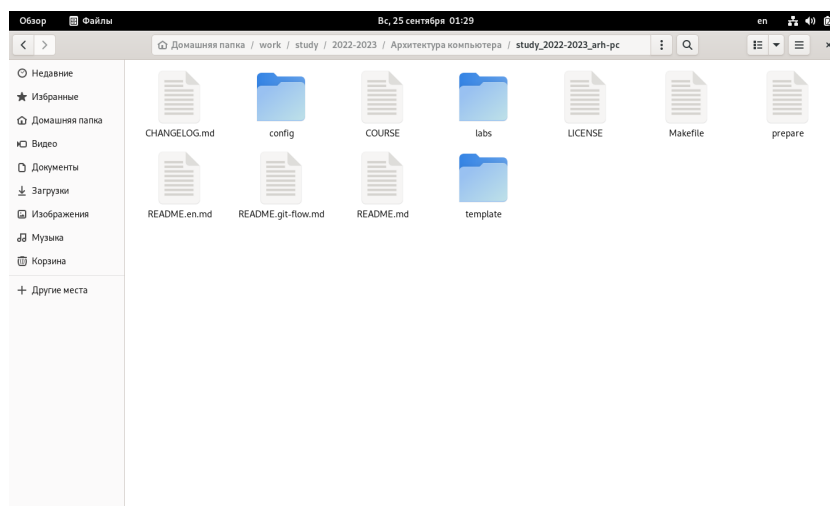 Обзор Файлы Вс, 25 сентября 01:29 en
Домашняя папка / work / study / 2022-2023 / Архитектура компьютера / study_2022-2023_arh-pc
Недавние
Избранные
Домашняя папка
Видео
Документы
Загрузки
Изображения
Музыка
Корзина
Другие места
CHANGELOG.md config COURSE labs LICENSE Makefile prepare
README.en.md README.git-flow.md README.md template